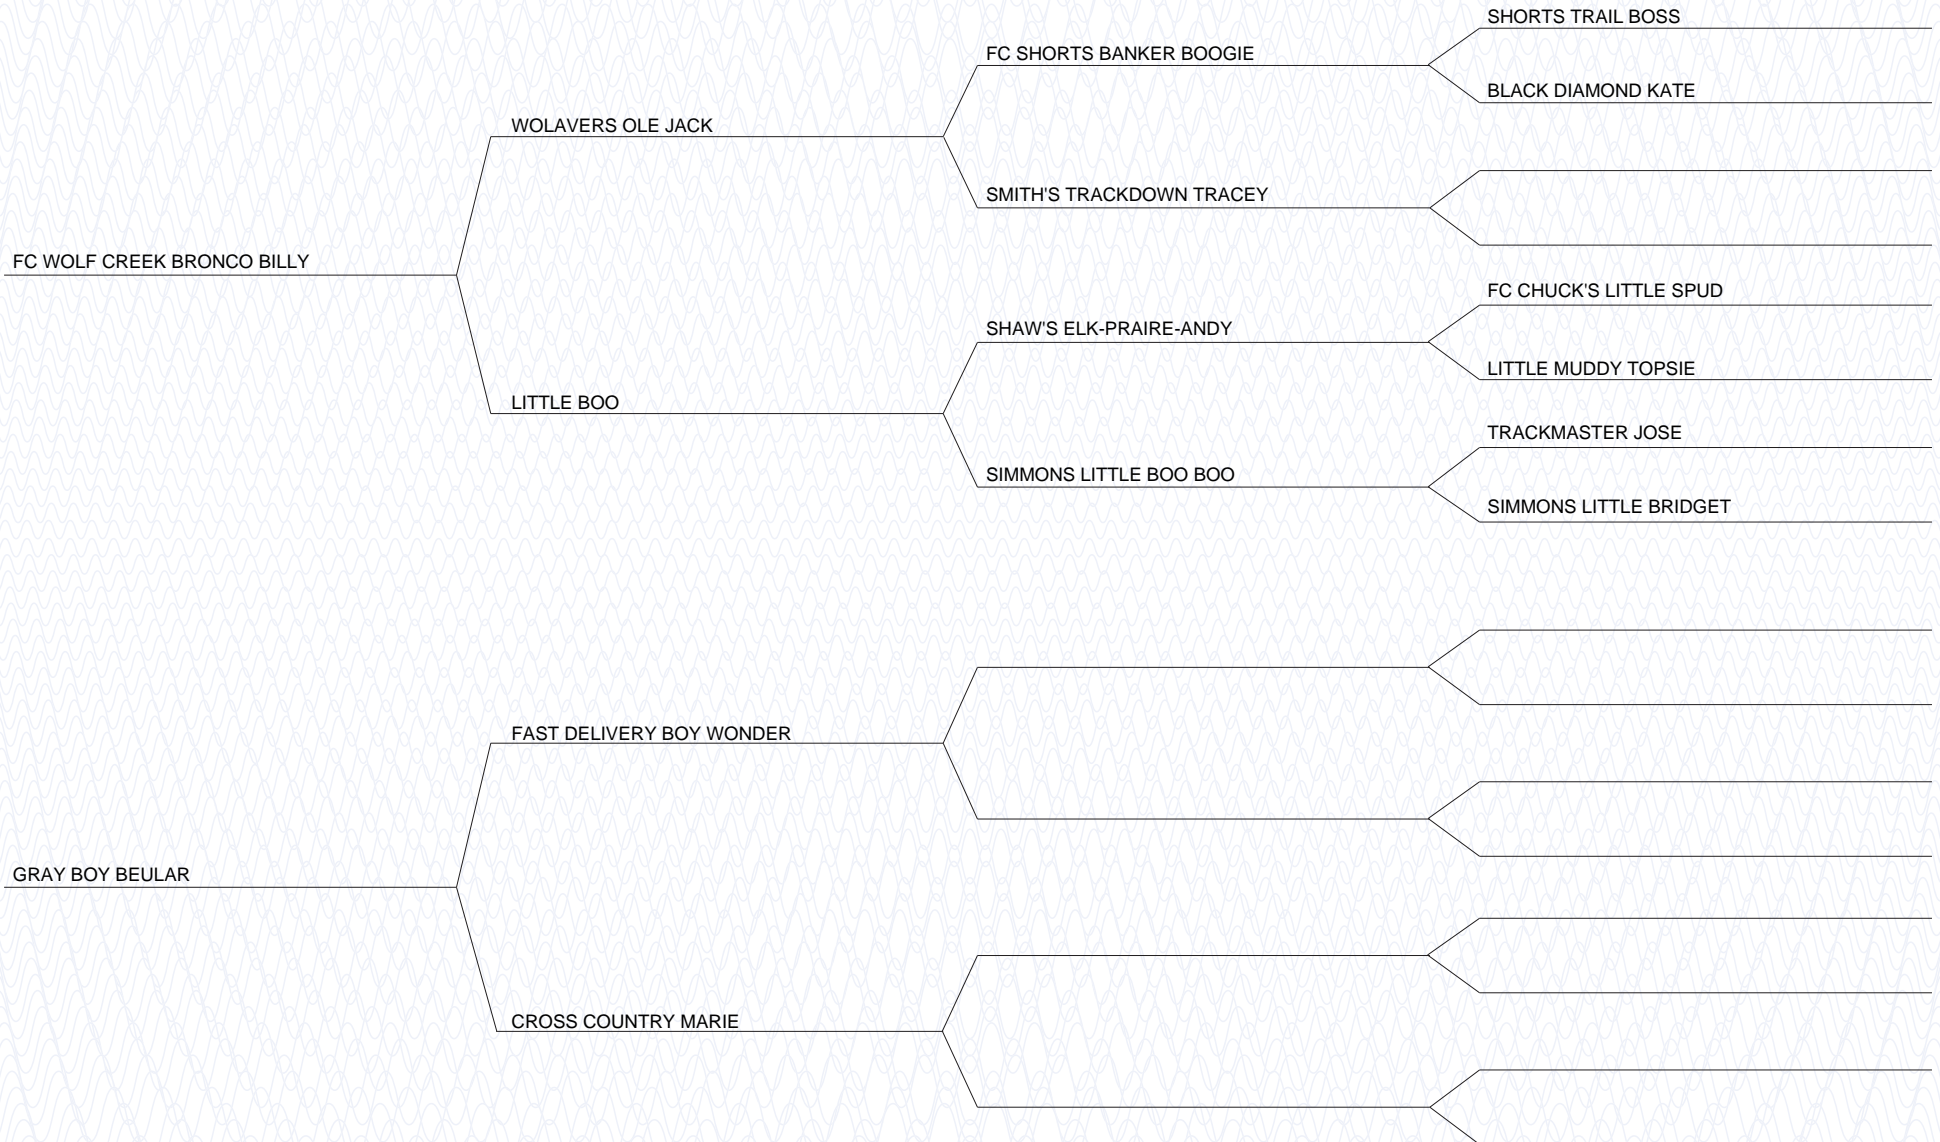 SHORTS TRAIL BOSS
FC SHORTS BANKER BOOGIE
BLACK DIAMOND KATE
WOLAVERS OLE JACK
SMITH'S TRACKDOWN TRACEY
FC WOLF CREEK BRONCO BILLY
FC CHUCK'S LITTLE SPUD
SHAW'S ELK-PRAIRE-ANDY
LITTLE MUDDY TOPSIE
LITTLE BOO
TRACKMASTER JOSE
SIMMONS LITTLE BOO BOO
SIMMONS LITTLE BRIDGET
FAST DELIVERY BOY WONDER
GRAY BOY BEULAR
CROSS COUNTRY MARIE